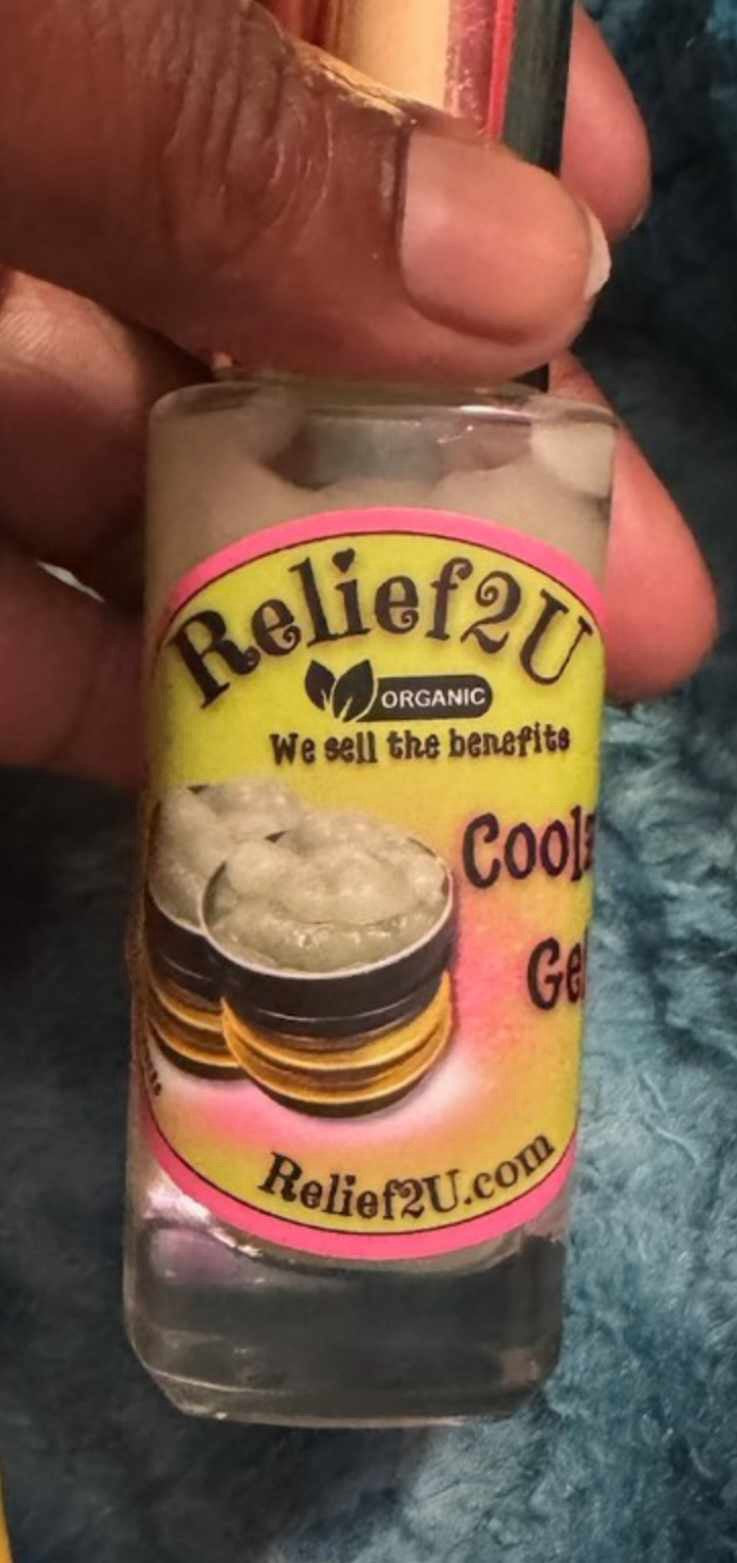 Relief2U
ORGANIC
We sell the benefits
Relief2U.com